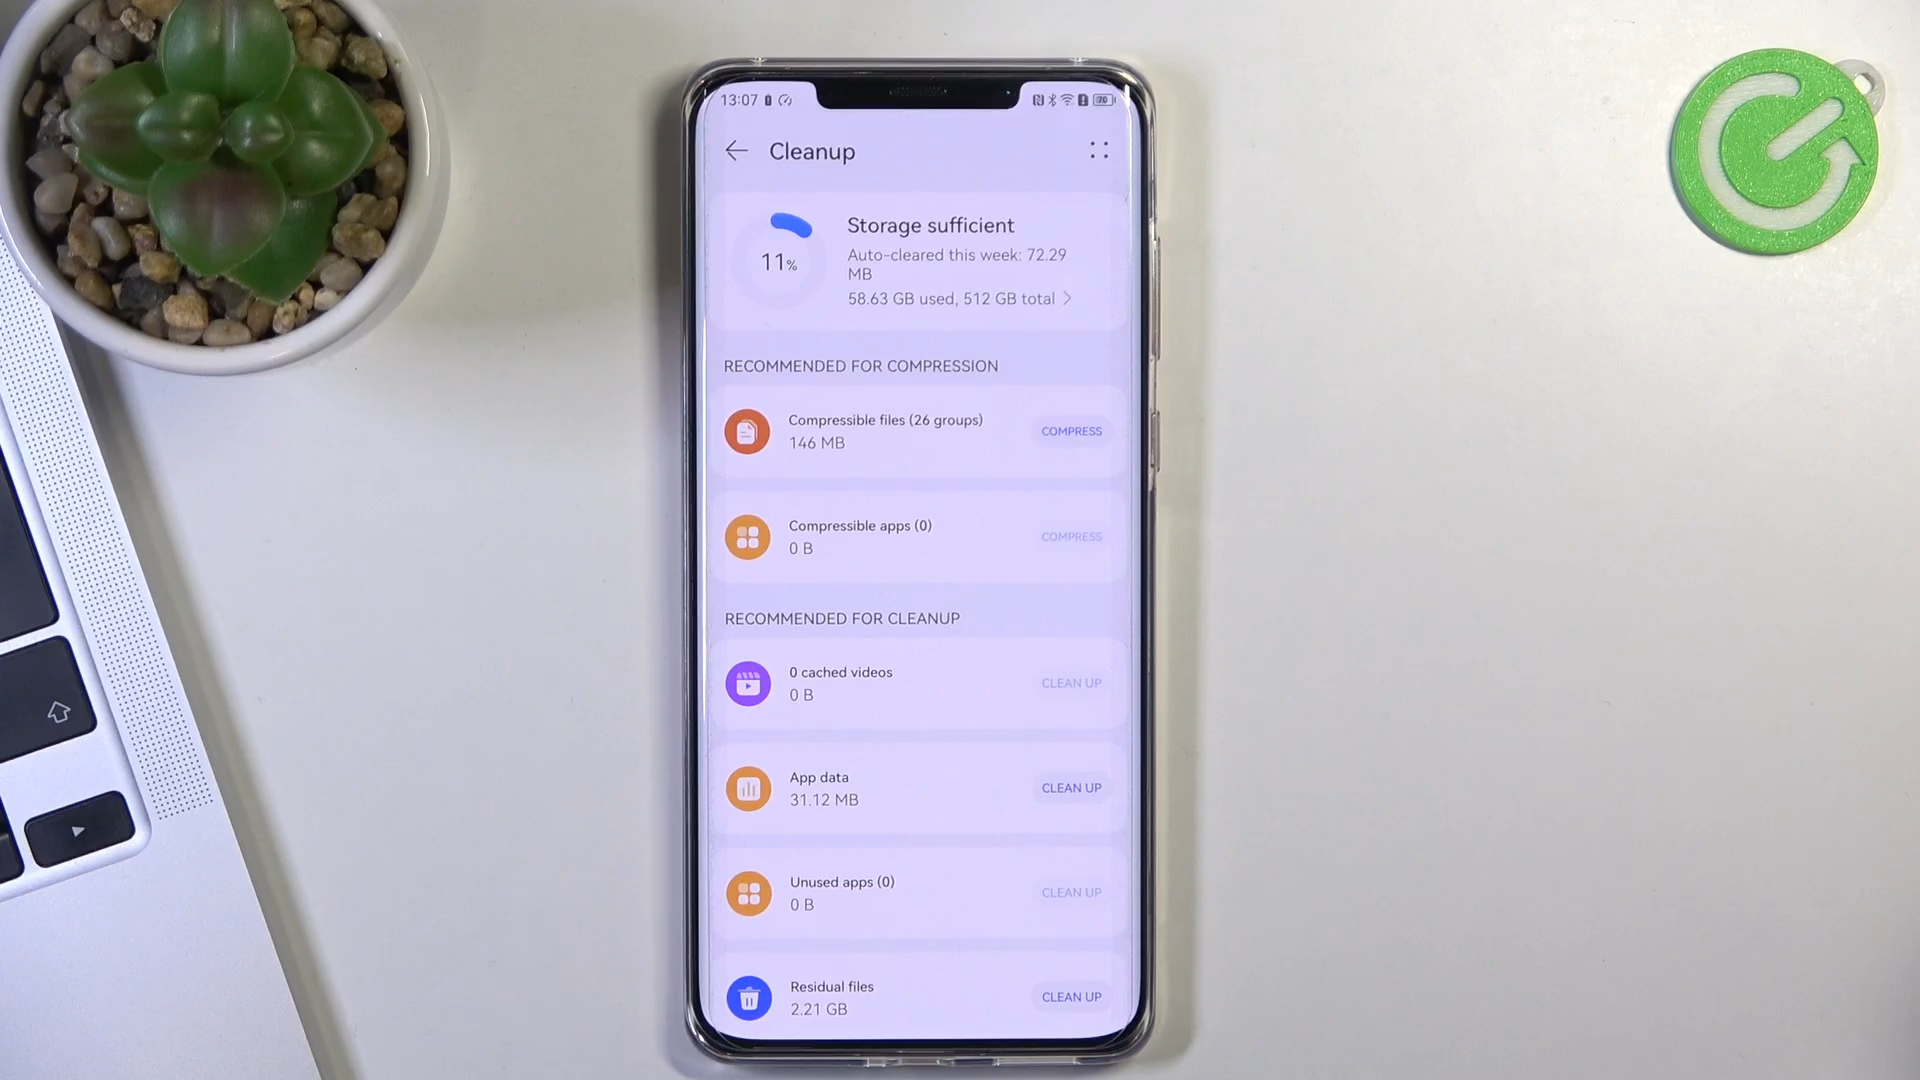 13:07
70
Cleanup
11%
Storage sufficient
Auto-cleared this week: 72.29
MB
58.63 GB used, 512 GB total
RECOMMENDED FOR COMPRESSION
Compressible files (26 groups)
146 MB
COMPRESS
Compressible apps (0)
0 B
COMPRESS
RECOMMENDED FOR CLEANUP
0 cached videos
0 B
CLEAN UP
App data
31.12 MB
CLEAN UP
Unused apps (0)
0 B
CLEAN UP
Residual files
2.21 GB
CLEAN UP